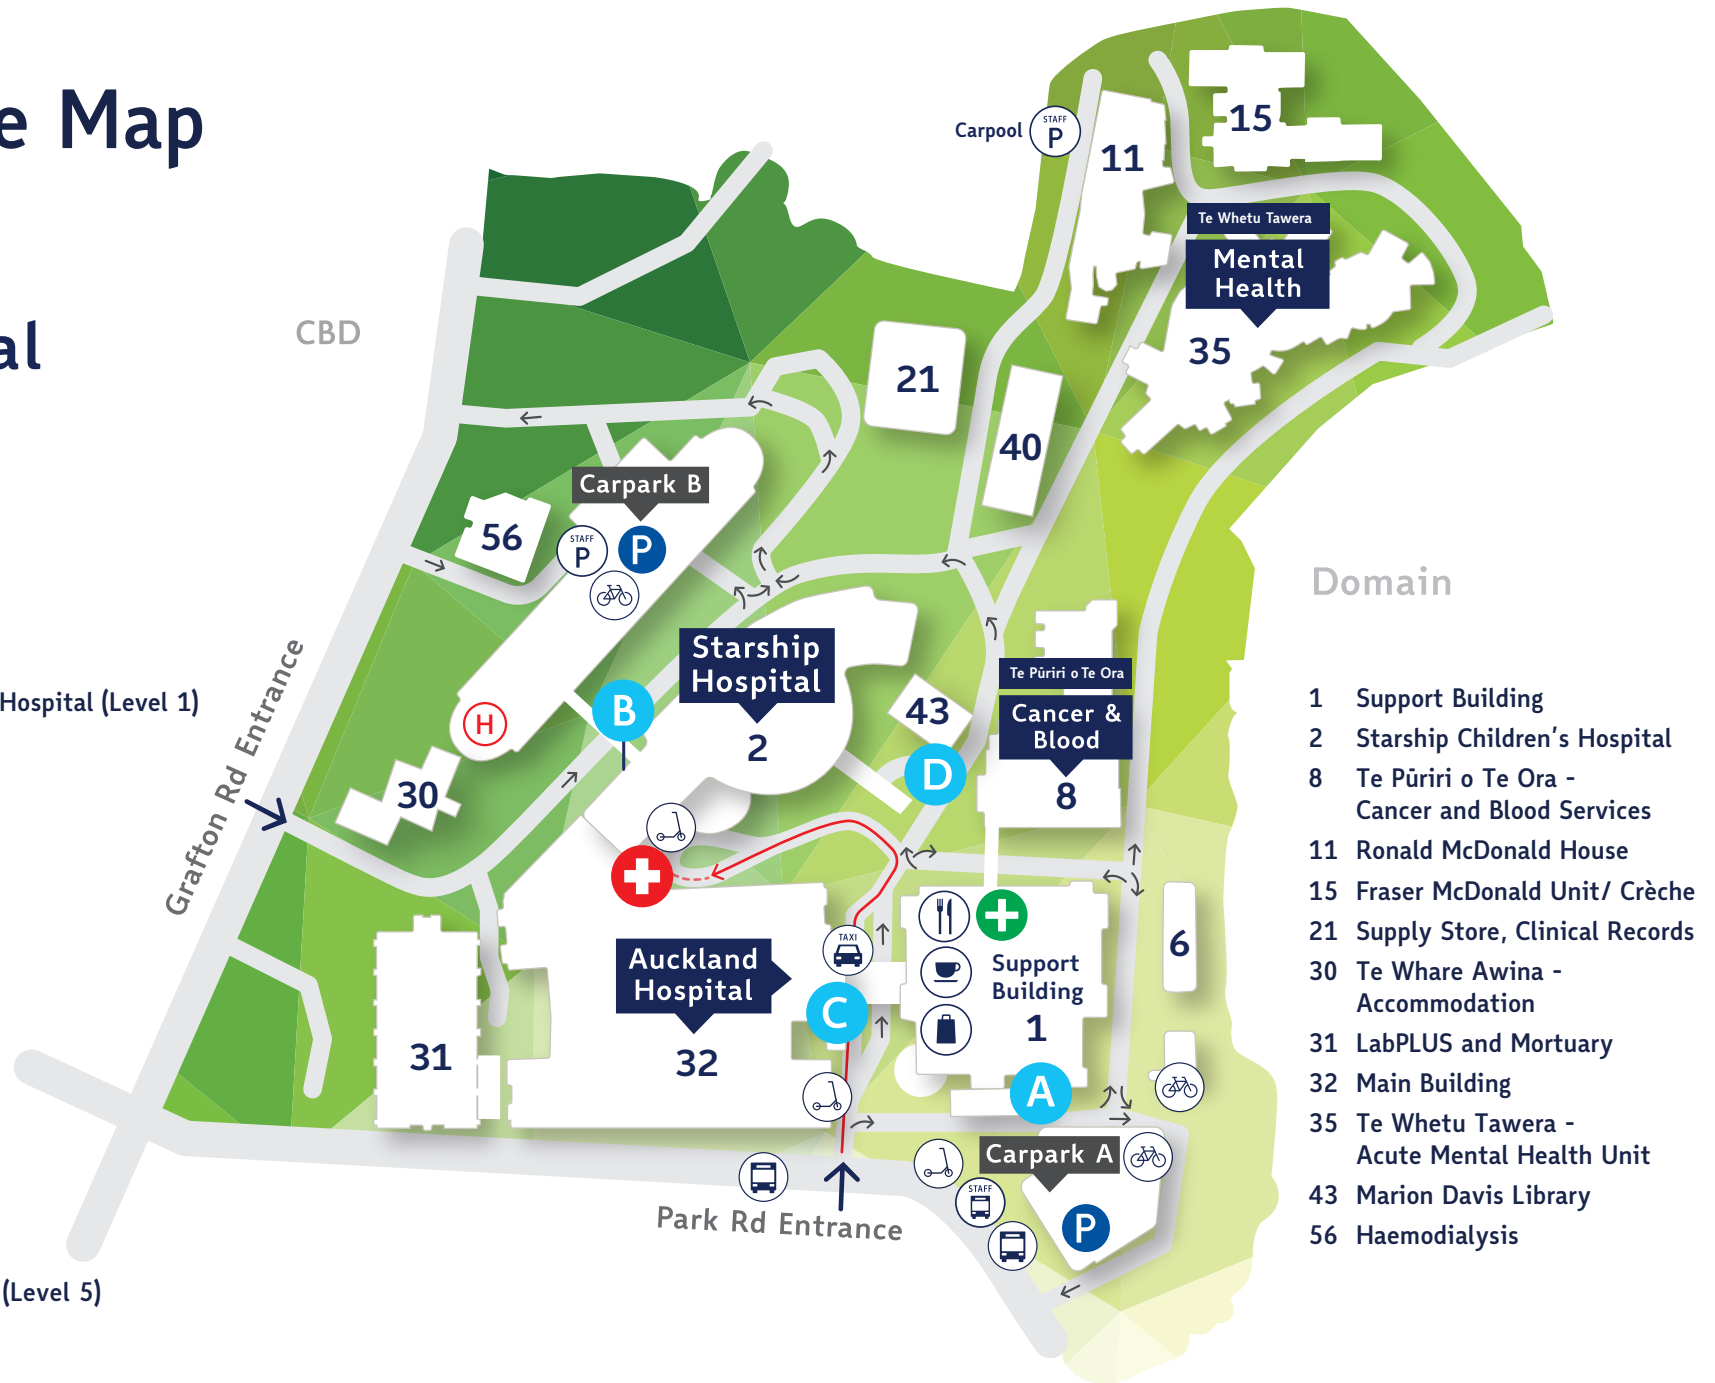 e Map
al
CBD
Hospital (Level 1)
(Level 5)
Grafton Rd Entrance
Park Rd Entrance
Domain
Carpool
STAFF
P
11
15
Te Whetu Tawera
Mental
Health
35
21
40
Carpark B
56
STAFF
P
P
H
30
B
Starship
Hospital
2
43
D
Te Pūriri o Te Ora
Cancer &
Blood
8
31
Auckland
Hospital
32
TAXI
C
Support
Building
1
6
A
Carpark A
STAFF
P
1 Support Building
2 Starship Children's Hospital
8 Te Pūriri o Te Ora -
Cancer and Blood Services
11 Ronald McDonald House
15 Fraser McDonald Unit/ Crèche
21 Supply Store, Clinical Records
30 Te Whare Awina -
Accommodation
31 LabPLUS and Mortuary
32 Main Building
35 Te Whetu Tawera -
Acute Mental Health Unit
43 Marion Davis Library
56 Haemodialysis